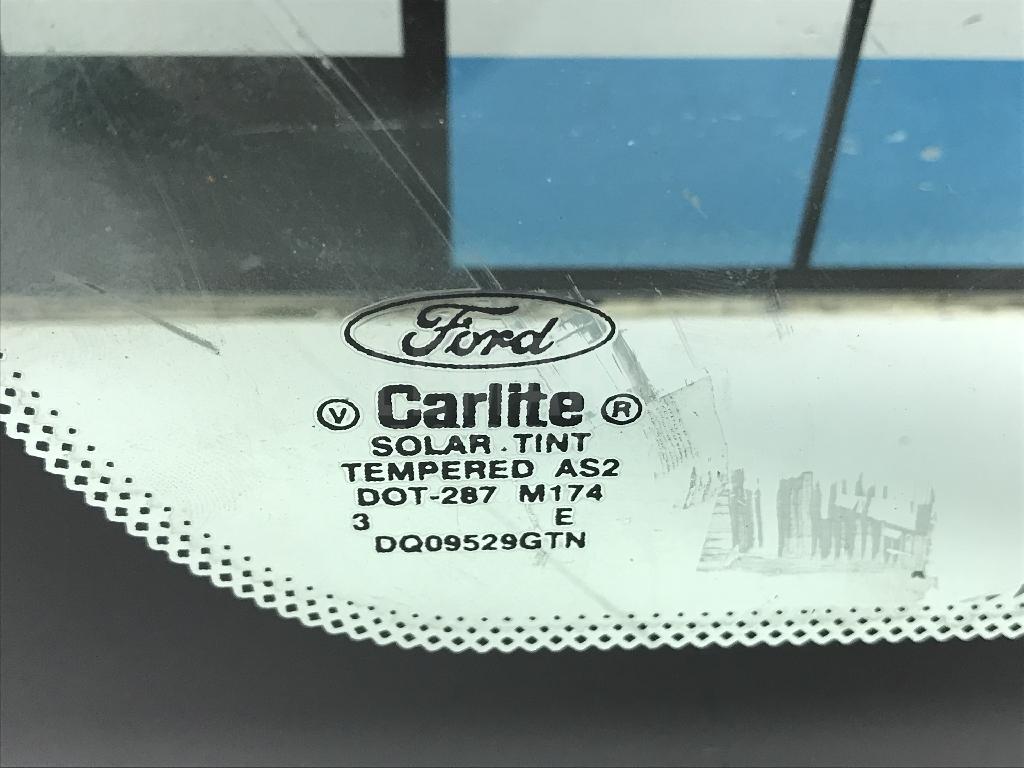 Ford
V Carlite R
SOLAR TINT
TEMPERED AS2
DOT-287 M174
3 E
DQ09529GTN